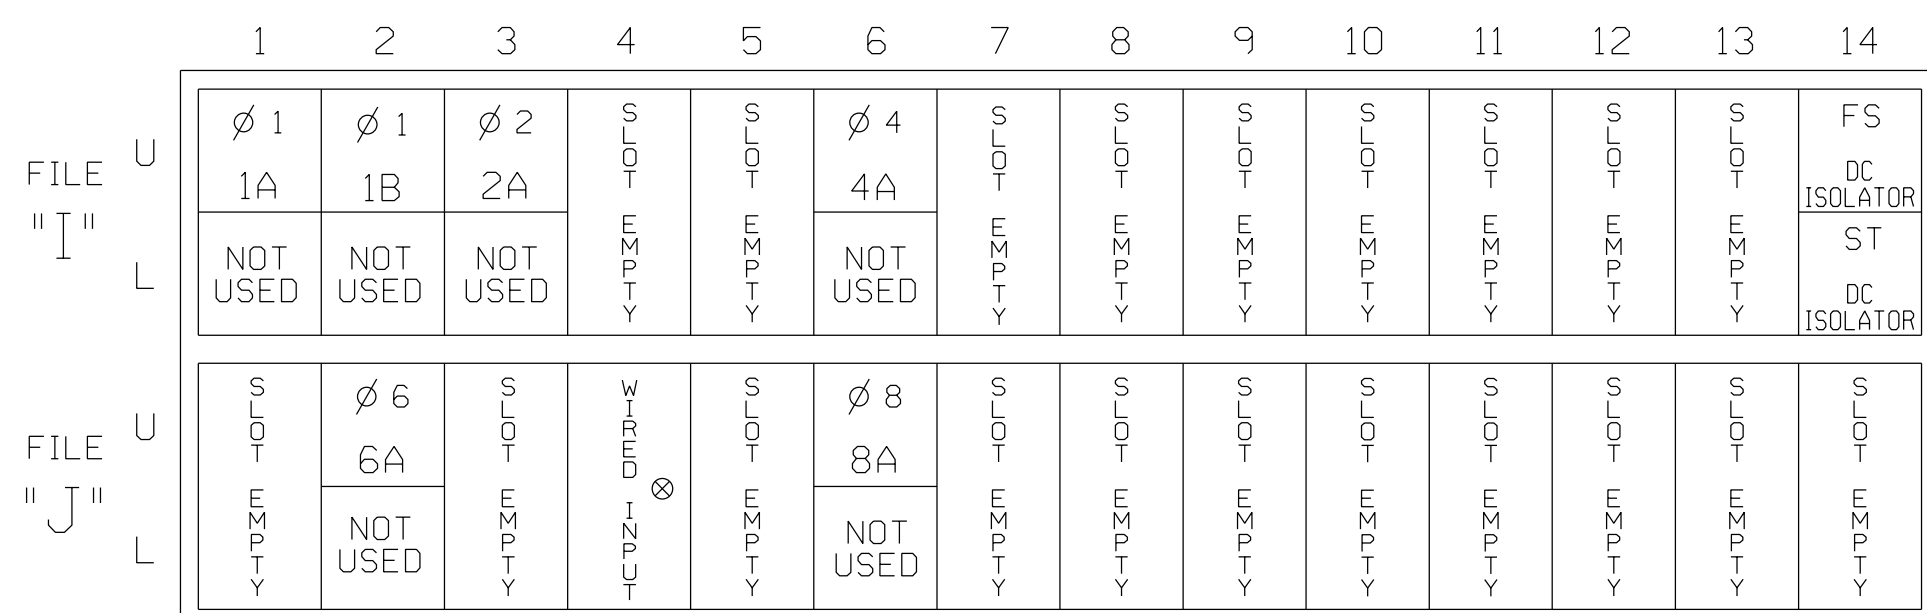 1 2 3 4 5 6 7 8 9 10 11 12 13 14
FILE
"I"
U
L
Ø 1
1A
NOT
USED
Ø 1
1B
NOT
USED
Ø 2
2A
NOT
USED
SLOT EMPTY
SLOT EMPTY
Ø 4
4A
NOT
USED
SLOT EMPTY
SLOT EMPTY
SLOT EMPTY
SLOT EMPTY
SLOT EMPTY
SLOT EMPTY
SLOT EMPTY
FS
DC
ISOLATOR
ST
DC
ISOLATOR
FILE
"J"
U
L
SLOT EMPTY
Ø 6
6A
NOT
USED
SLOT EMPTY
WIRED INPUT ⊗
SLOT EMPTY
Ø 8
8A
NOT
USED
SLOT EMPTY
SLOT EMPTY
SLOT EMPTY
SLOT EMPTY
SLOT EMPTY
SLOT EMPTY
SLOT EMPTY
SLOT EMPTY